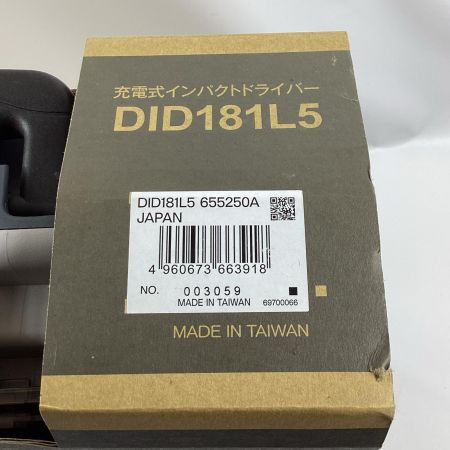 充電式インパクトドライバー
DID181L5
DID181L5 655250A
JAPAN
4 960673 663918
NO. 003059
MADE IN TAIWAN 69700066
MADE IN TAIWAN